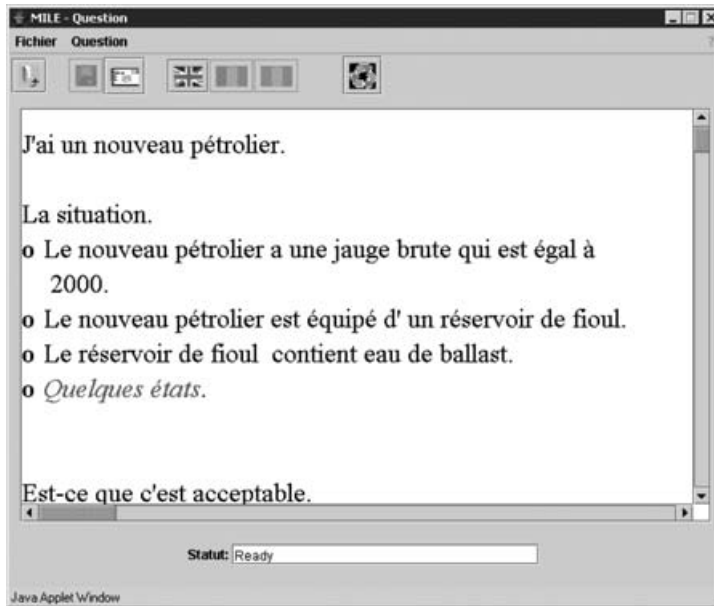 MILE - Question
Fichier Question ?
J'ai un nouveau pétrolier.
La situation.
o Le nouveau pétrolier a une jauge brute qui est égal à
2000.
o Le nouveau pétrolier est équipé d' un réservoir de fioul.
o Le réservoir de fioul contient eau de ballast.
o Quelques états.
Est-ce que c'est acceptable.
Statut: Ready
Java Applet Window